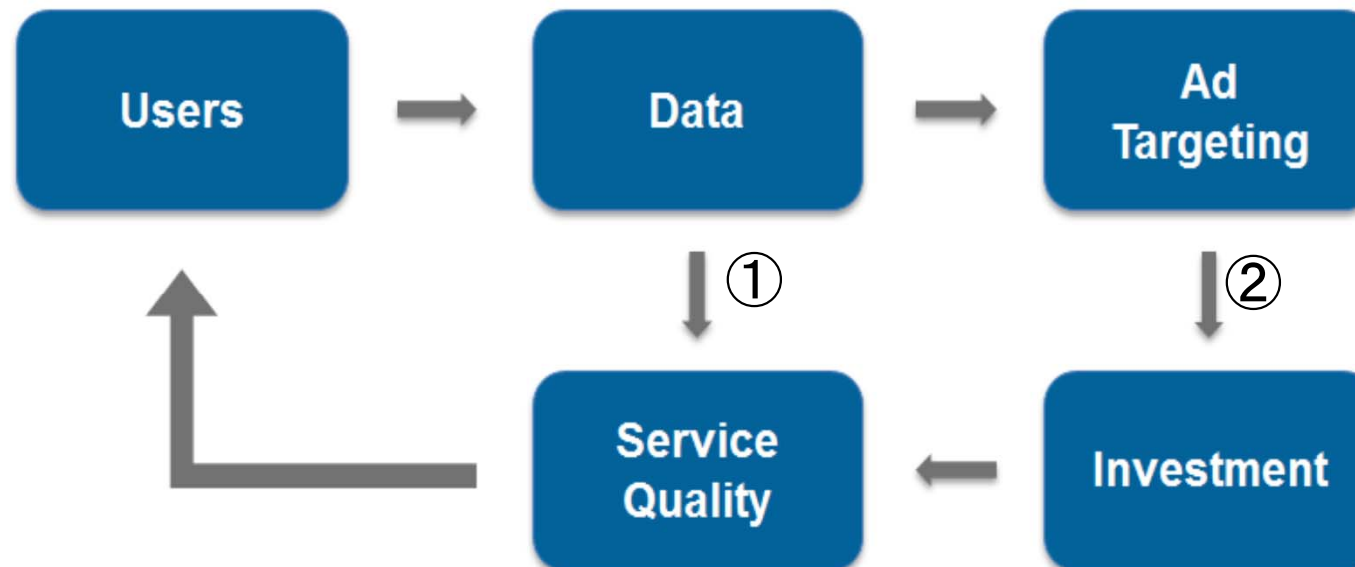 Users
Data
Ad
Targeting
①
②
Service
Quality
Investment